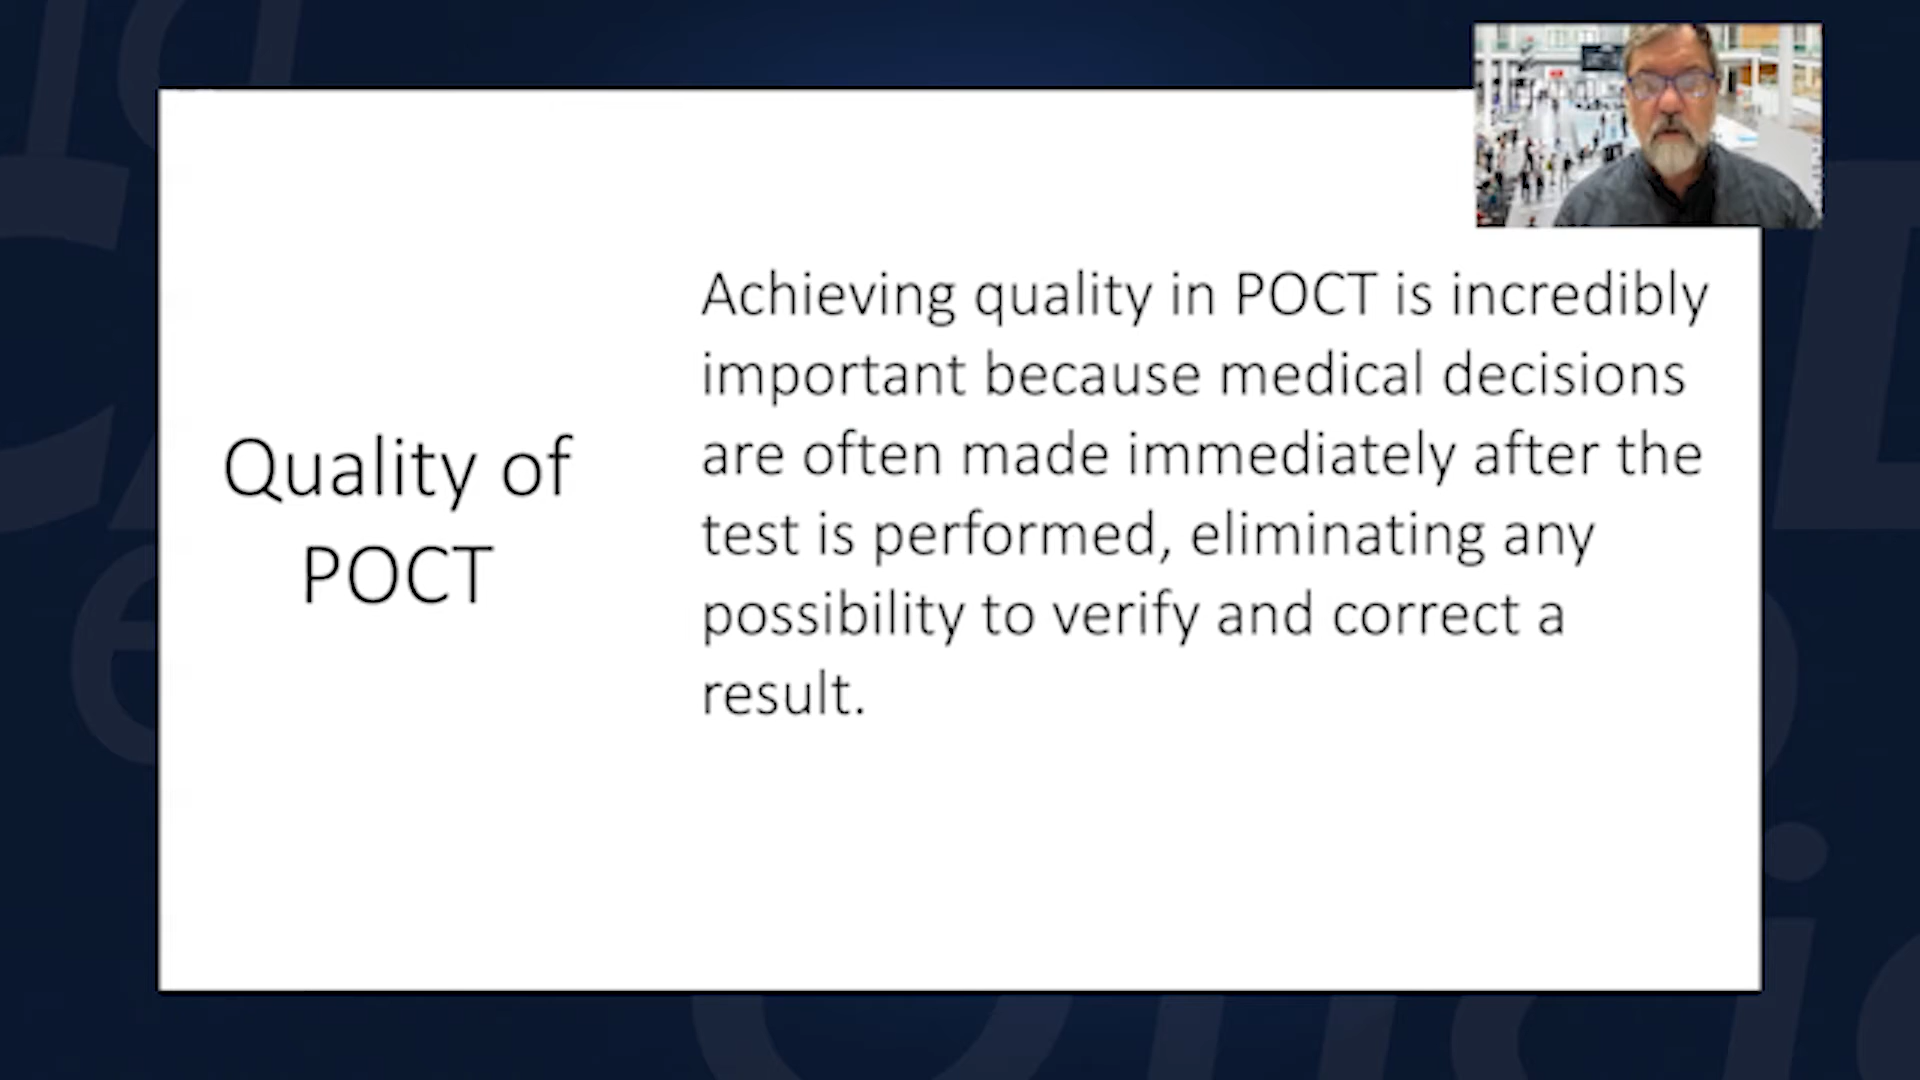 Quality of
POCT
Achieving quality in POCT is incredibly
important because medical decisions
are often made immediately after the
test is performed, eliminating any
possibility to verify and correct a
result.